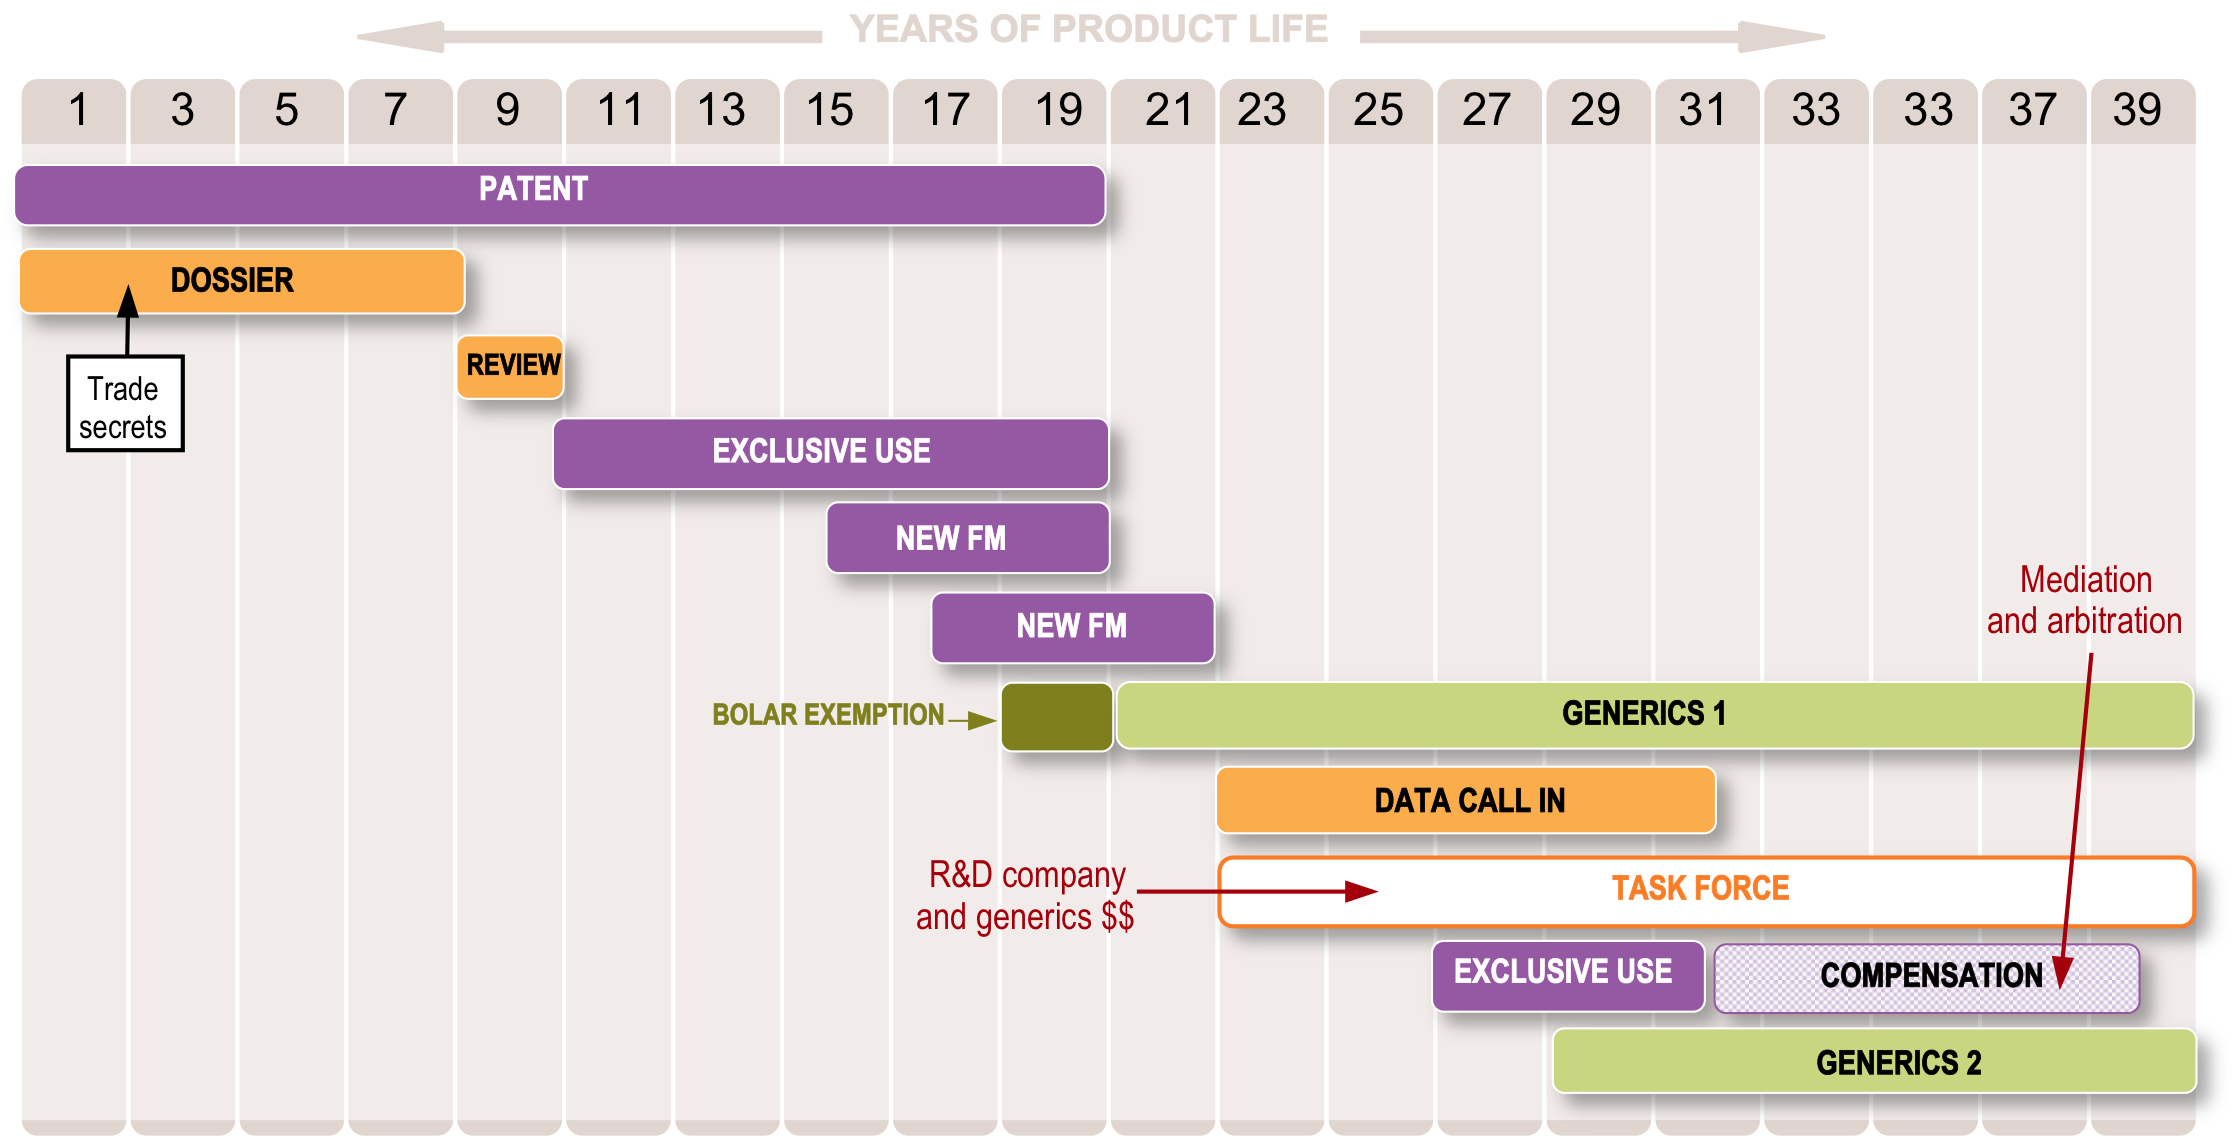 YEARS OF PRODUCT LIFE
1 3 5 7 9 11 13 15 17 19 21 23 25 27 29 31 33 33 37 39
PATENT
DOSSIER
REVIEW
Trade
secrets
EXCLUSIVE USE
NEW FM
Mediation
and arbitration
NEW FM
BOLAR EXEMPTION
GENERICS 1
DATA CALL IN
R&D company
and generics $$
TASK FORCE
EXCLUSIVE USE
COMPENSATION
GENERICS 2